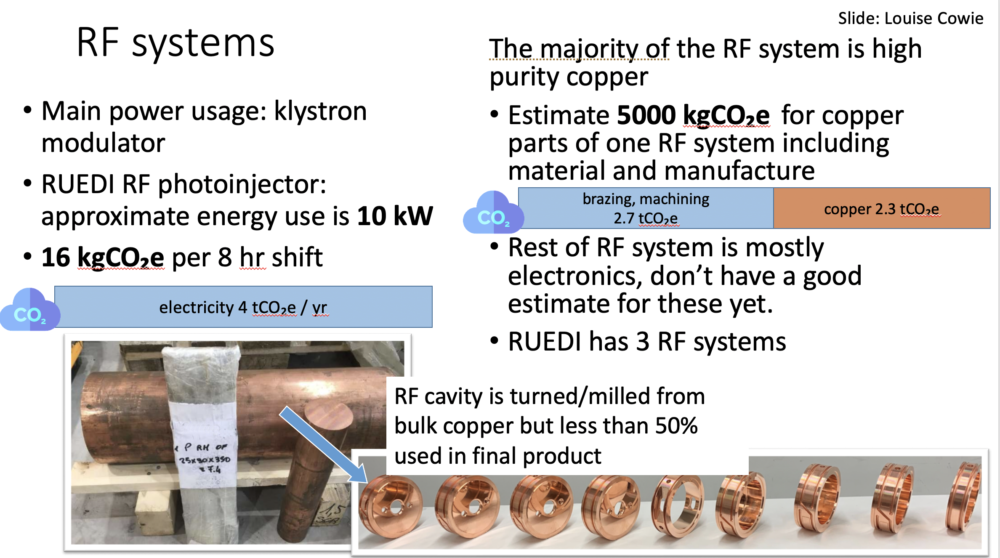 Slide: Louise Cowie
RF systems
• Main power usage: klystron
modulator
• RUEDI RF photoinjector:
approximate energy use is 10 kW
• 16 kgCO₂e per 8 hr shift
CO₂
electricity 4 tCO₂e / yr
The majority of the RF system is high
purity copper
• Estimate 5000 kgCO₂e for copper
parts of one RF system including
material and manufacture
CO₂
brazing, machining
2.7 tCO₂e
copper 2.3 tCO₂e
• Rest of RF system is mostly
electronics, don’t have a good
estimate for these yet.
• RUEDI has 3 RF systems
RF cavity is turned/milled from
bulk copper but less than 50%
used in final product
P RH OF
25x90x350
7.4
1,5